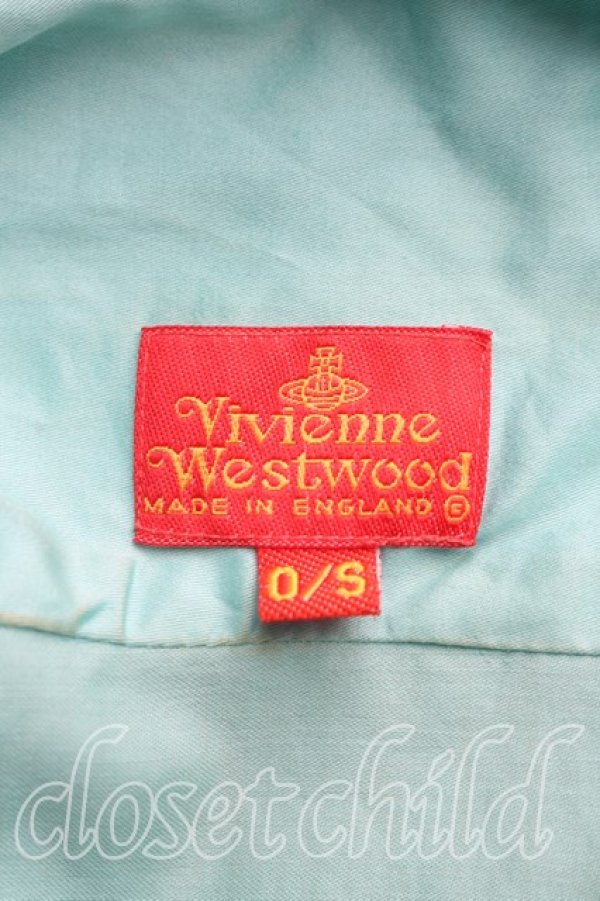 Vivienne
Westwood
MADE IN ENGLAND ©
O/S
closetchild